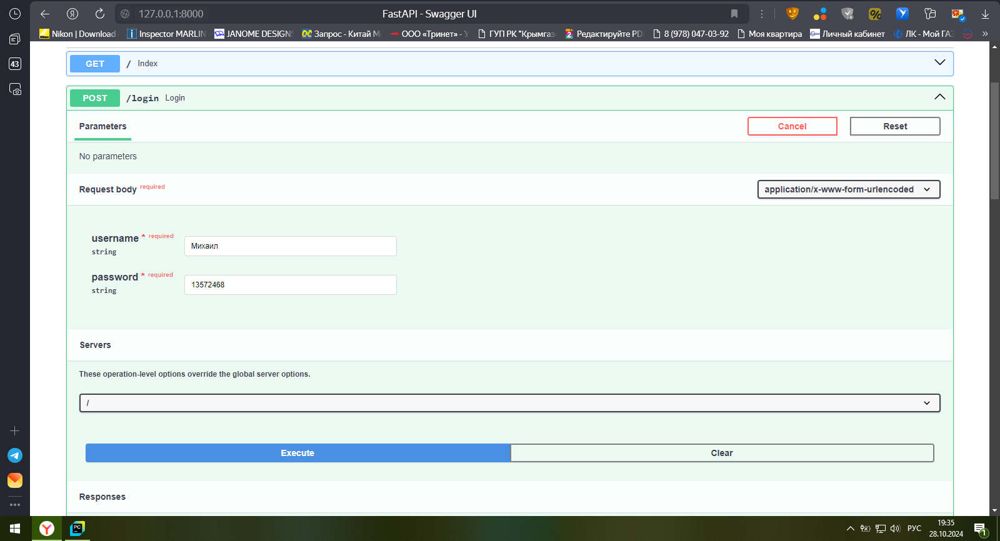 127.0.0.1:8000
FastAPI - Swagger UI
Nikon | Download
Inspector MARLIN
JANOME DESIGNS
Запрос - Китай М
ООО «Тринет» - У
ГУП РК "Крымгаз
Редактируйте PD
8 (978) 047-03-92
Моя квартира
Личный кабинет
ЛК - Мой ГАЗ
»
43
GET / Index
POST /login Login
Parameters
Cancel
Reset
No parameters
Request body required
application/x-www-form-urlencoded
username * required
string
Михаил
password * required
string
13572468
Servers
These operation-level options override the global server options.
/
Execute
Clear
Responses
РУС
19:35
28.10.2024
1